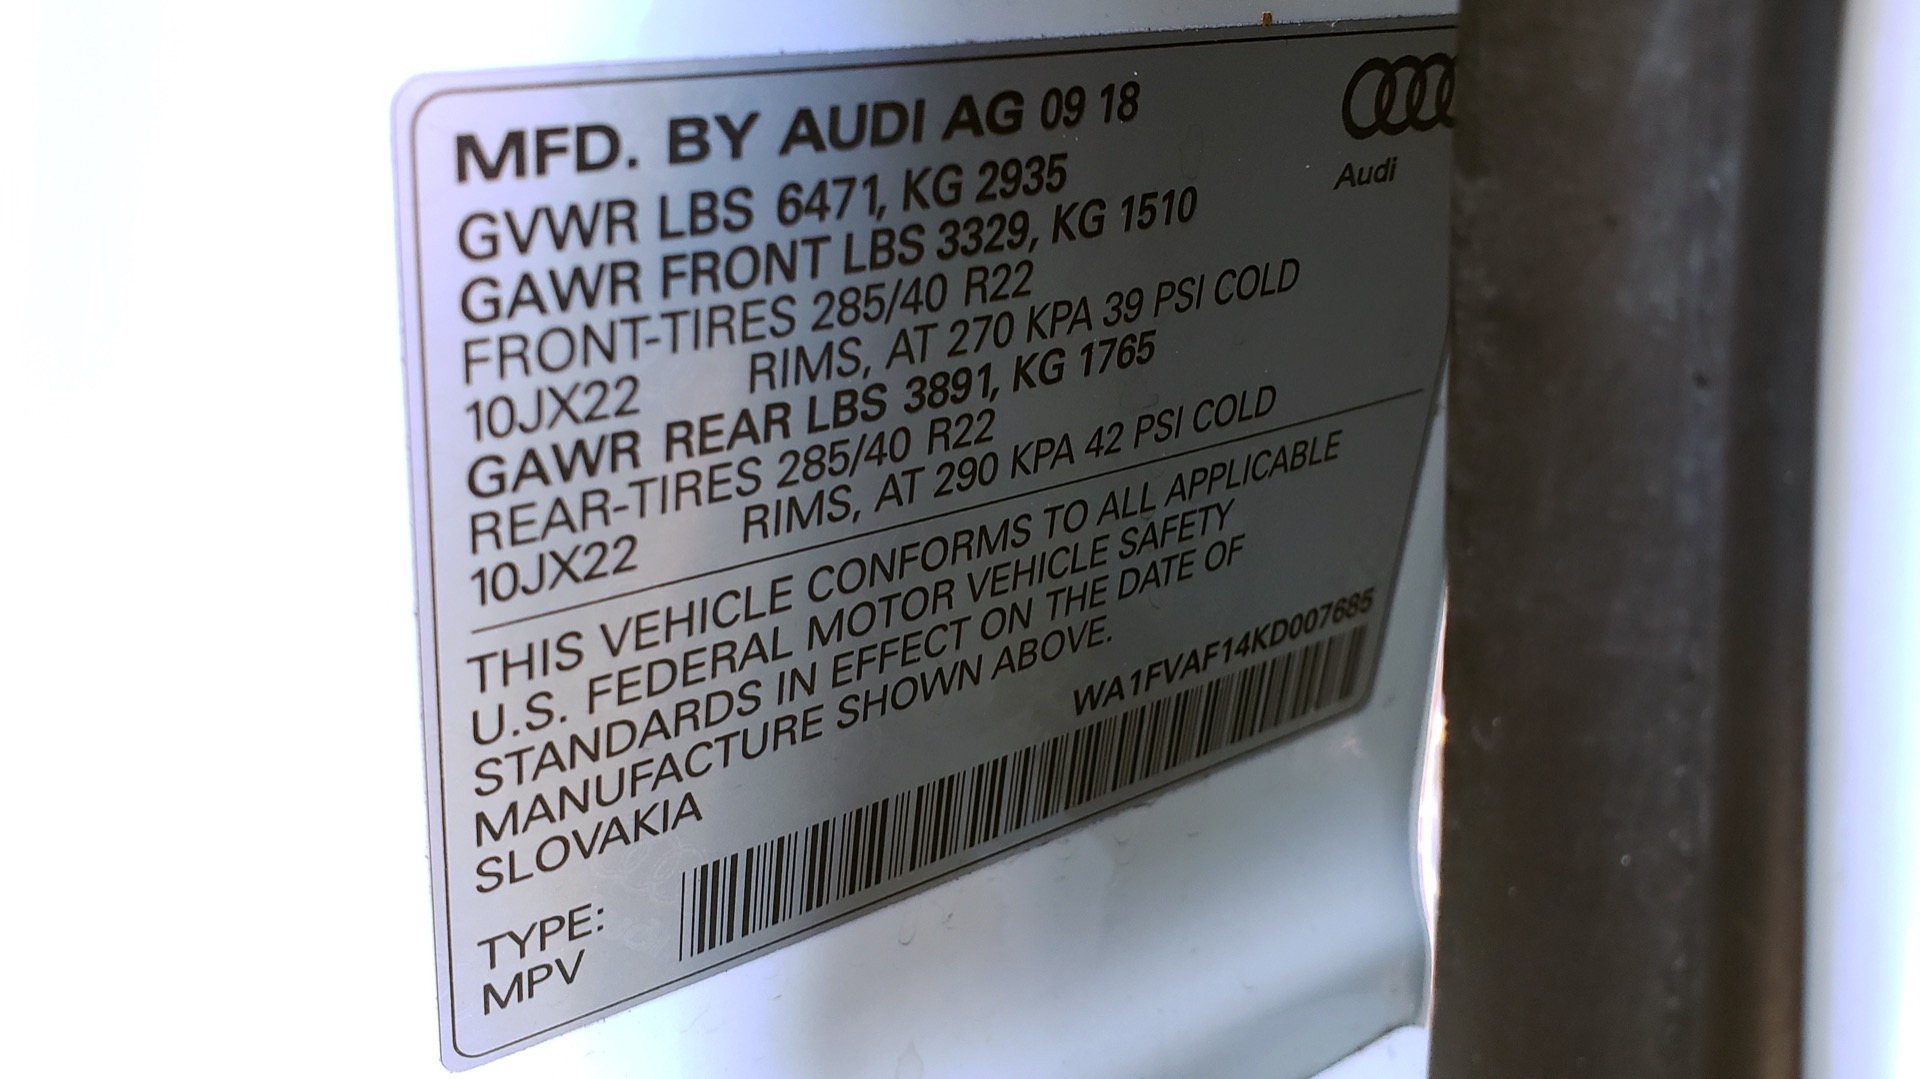 MFD. BY AUDI AG 09 18
Audi
GVWR LBS 6471, KG 2935
GAWR FRONT LBS 3329, KG 1510
FRONT-TIRES 285/40 R22
10JX22 RIMS, AT 270 KPA 39 PSI COLD
GAWR REAR LBS 3891, KG 1765
REAR-TIRES 285/40 R22
10JX22 RIMS, AT 290 KPA 42 PSI COLD
THIS VEHICLE CONFORMS TO ALL APPLICABLE
U.S. FEDERAL MOTOR VEHICLE SAFETY
STANDARDS IN EFFECT ON THE DATE OF
MANUFACTURE SHOWN ABOVE.
SLOVAKIA
WA1FVAF14KD007685
TYPE:
MPV